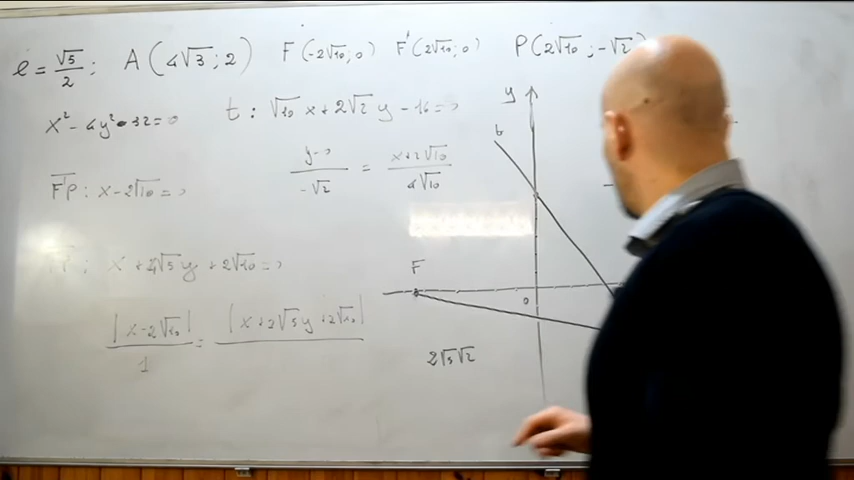 e = √5/2 ; A(4√3 ; 2) F(-2√10 ; 0) F'(2√10 ; 0) P(2√10 ; -√2)
x² - 4y² - 32 = 0 t : √10 x + 2√2 y - 16 = 0
(y-0)/(-√2) = (x+2√10)/(4√10)
F'P : x - 2√10 = 0
: x + 4√5 y + 2√10 = 0
|x - 2√10|/1 = |x + 2√5 y + 2√10|
2√5√2
y
b
F
0